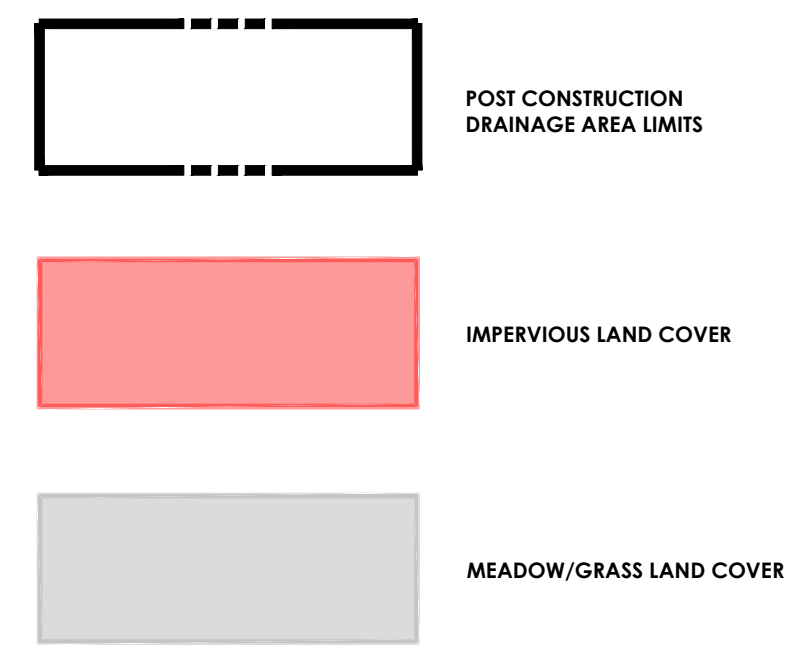 POST CONSTRUCTION
DRAINAGE AREA LIMITS
IMPERVIOUS LAND COVER
MEADOW/GRASS LAND COVER